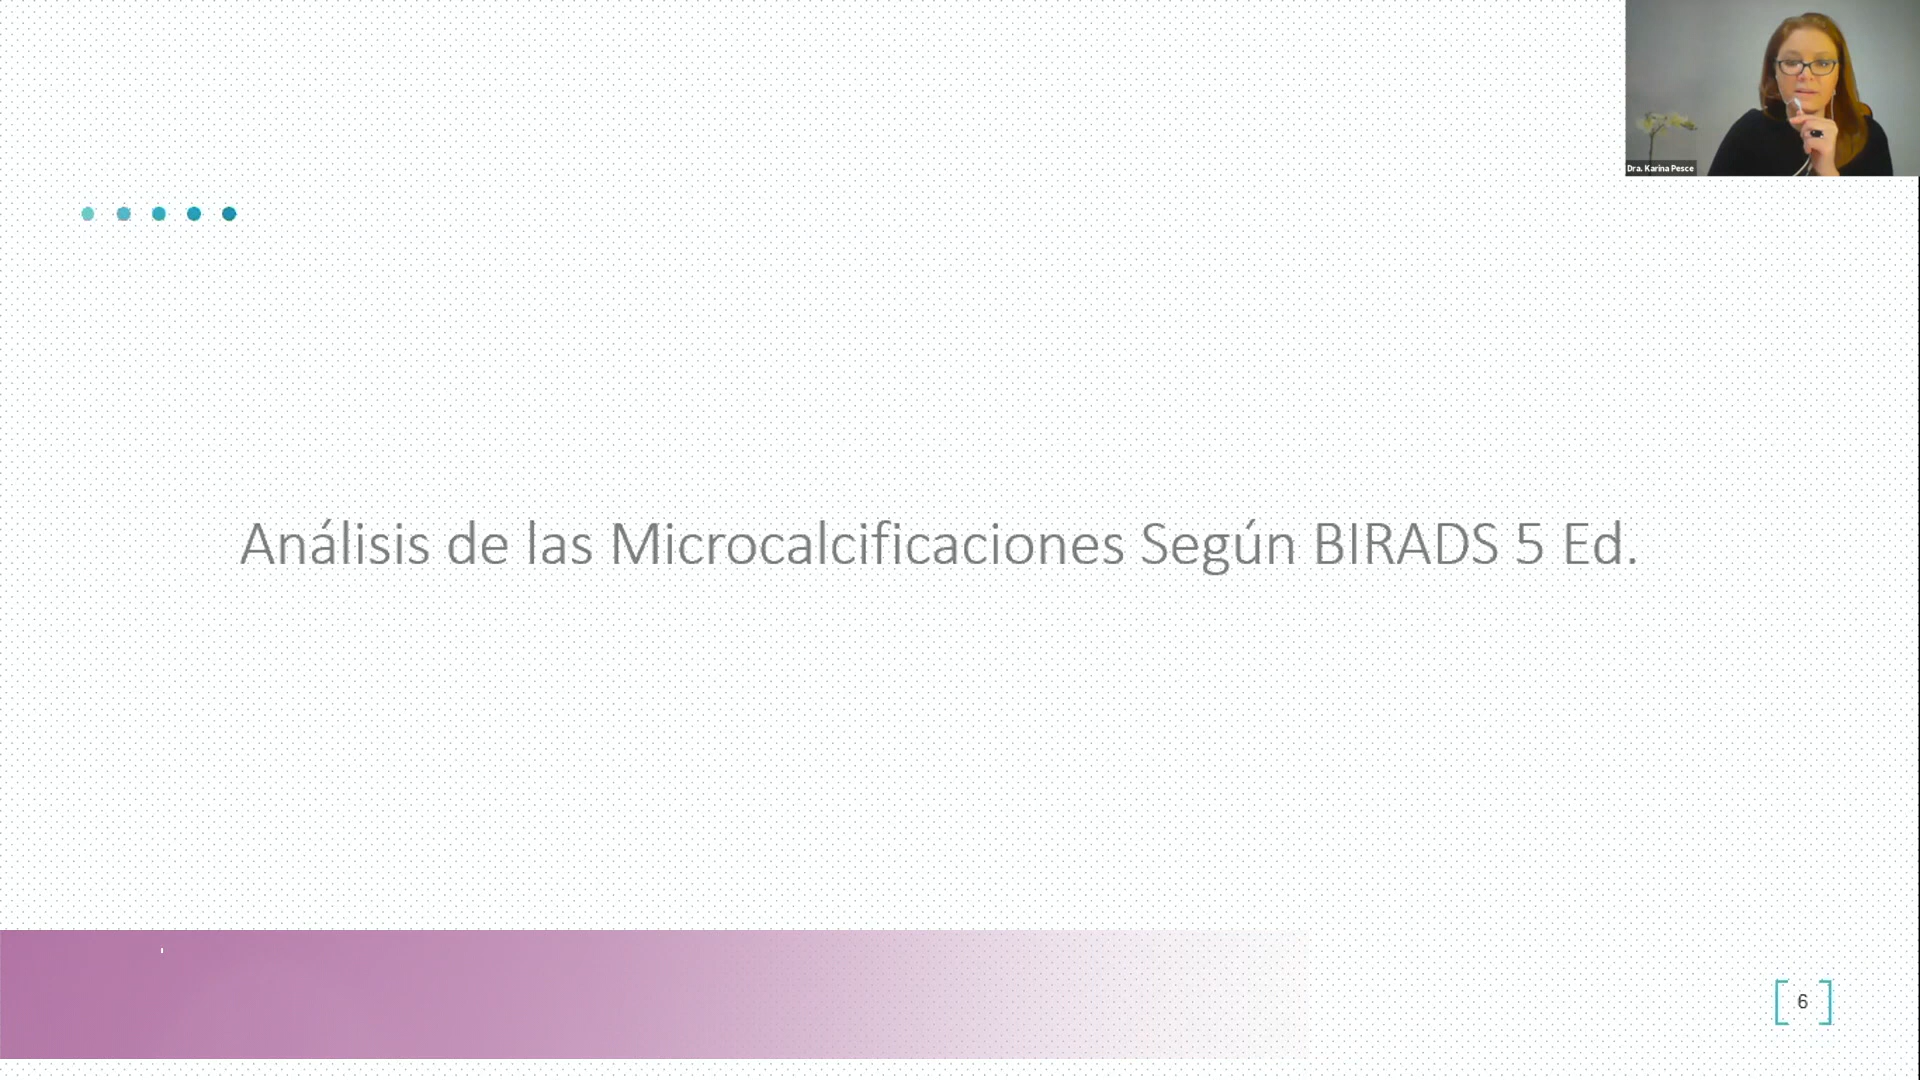 Dra. Karina Pesce
Análisis de las Microcalcificaciones Según BIRADS 5 Ed.
6